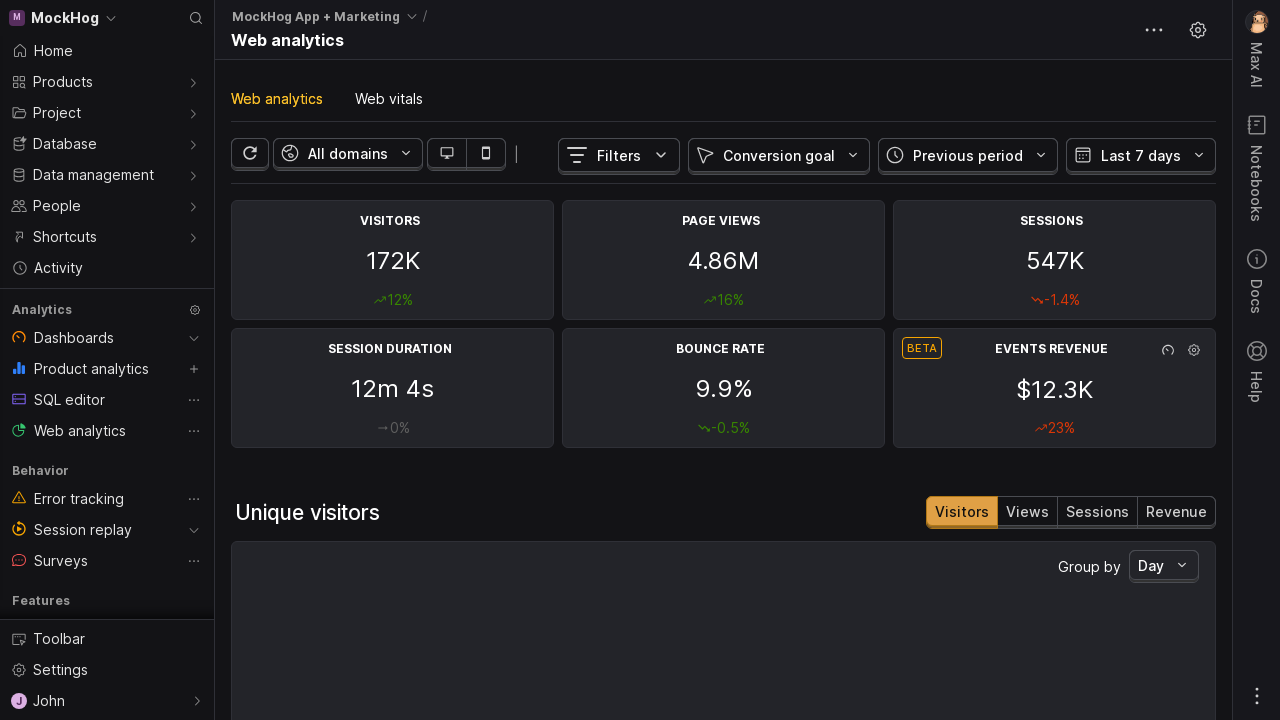 M MockHog
Home
Products
Project
Database
Data management
People
Shortcuts
Activity
Analytics
Dashboards
Product analytics
SQL editor
Web analytics
Behavior
Error tracking
Session replay
Surveys
Features
Toolbar
Settings
J John
MockHog App + Marketing /
Web analytics
Web analytics Web vitals
All domains Filters Conversion goal Previous period Last 7 days
VISITORS
172K
12%
PAGE VIEWS
4.86M
16%
SESSIONS
547K
-1.4%
SESSION DURATION
12m 4s
0%
BOUNCE RATE
9.9%
-0.5%
BETA EVENTS REVENUE
$12.3K
23%
Unique visitors
Visitors Views Sessions Revenue
Group by Day
Max AI
Notebooks
Docs
Help